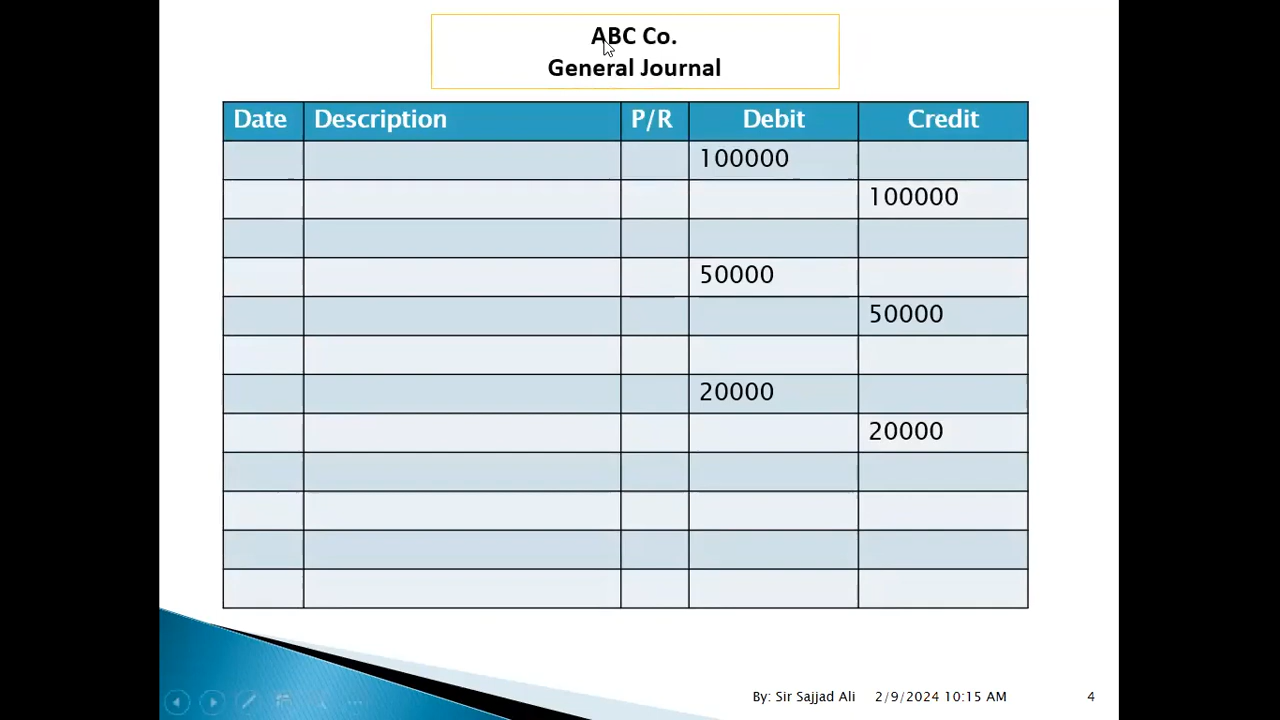 ABC Co.
General Journal
Date Description P/R Debit Credit
100000
100000
50000
50000
20000
20000
By: Sir Sajjad Ali 2/9/2024 10:15 AM 4